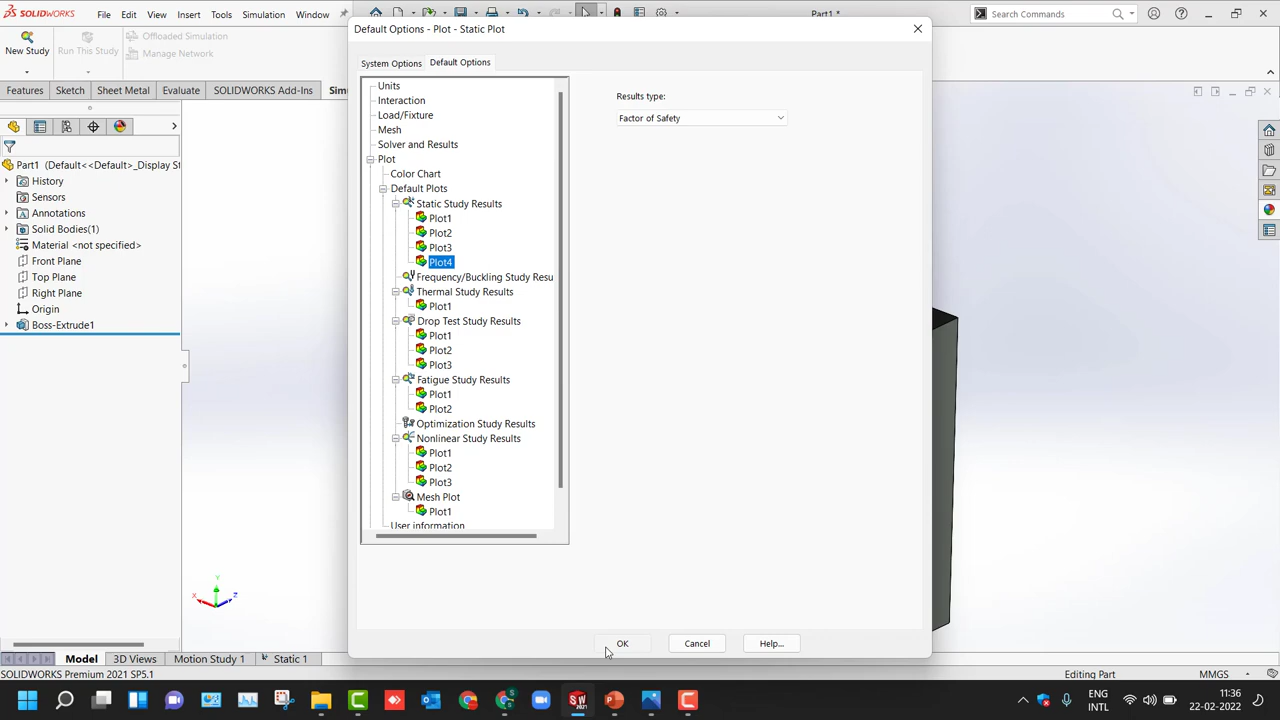 SOLIDWORKS
File
Edit
View
Insert
Tools
Simulation
Window
Part1 *
Search Commands
New Study
Run This Study
Offloaded Simulation
Manage Network
Features
Sketch
Sheet Metal
Evaluate
SOLIDWORKS Add-Ins
Part1 (Default<<Default>_Display St
History
Sensors
Annotations
Solid Bodies(1)
Material <not specified>
Front Plane
Top Plane
Right Plane
Origin
Boss-Extrude1
Default Options - Plot - Static Plot
System Options
Default Options
Units
Interaction
Load/Fixture
Mesh
Solver and Results
Plot
Color Chart
Default Plots
Static Study Results
Plot1
Plot2
Plot3
Plot4
Frequency/Buckling Study Resu
Thermal Study Results
Plot1
Drop Test Study Results
Plot1
Plot2
Plot3
Fatigue Study Results
Plot1
Plot2
Optimization Study Results
Nonlinear Study Results
Plot1
Plot2
Plot3
Mesh Plot
Plot1
User information
Results type:
Factor of Safety
OK
Cancel
Help...
Y
X
Z
Model
3D Views
Motion Study 1
Static 1
SOLIDWORKS Premium 2021 SP5.1
Editing Part
MMGS
SW
2021
ENG
INTL
11:36
22-02-2022